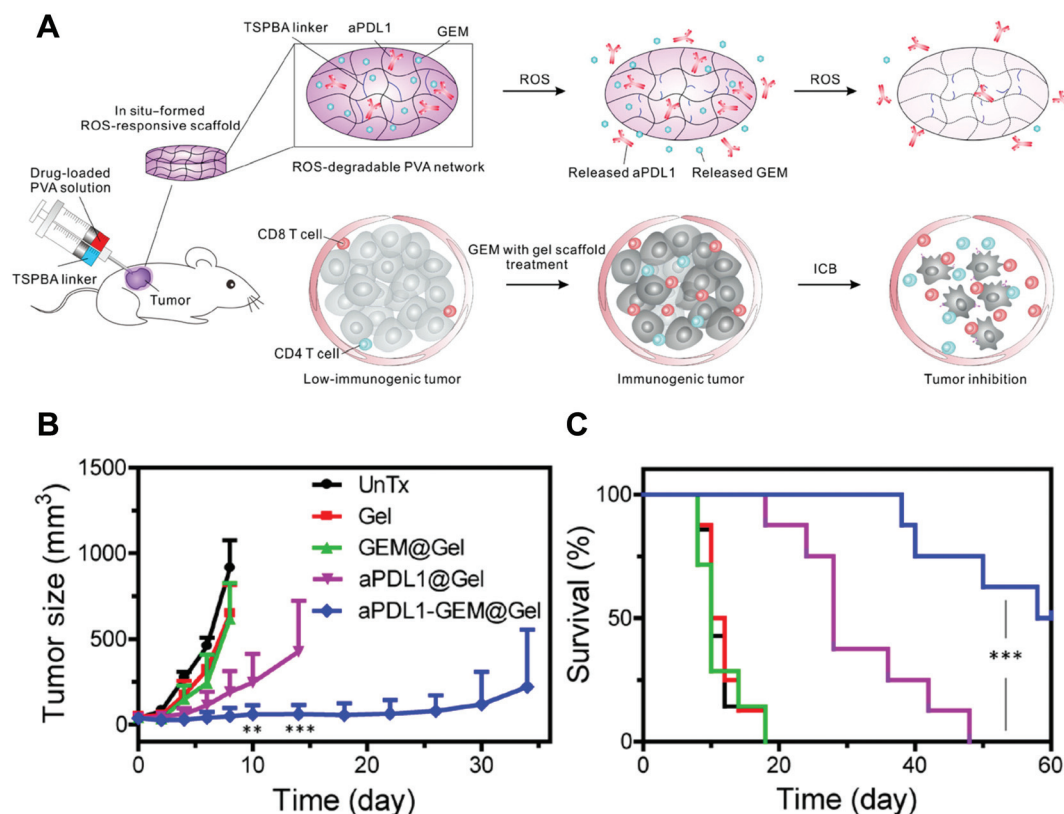 A
TSPBA linker
aPDL1
GEM
In situ–formed
ROS-responsive scaffold
ROS
ROS
ROS-degradable PVA network
Released aPDL1
Released GEM
Drug-loaded
PVA solution
TSPBA
linker
Tumor
CD8 T cell
GEM with gel scaffold
treatment
ICB
CD4 T cell
Low-immunogenic tumor
Immunogenic tumor
Tumor inhibition
B
Tumor size (mm³)
1500
1000
500
0
UnTx
Gel
GEM@Gel
aPDL1@Gel
aPDL1-GEM@Gel
**
***
0
10
20
30
Time (day)
C
Survival (%)
100
50
0
***
0
20
40
60
Time (day)